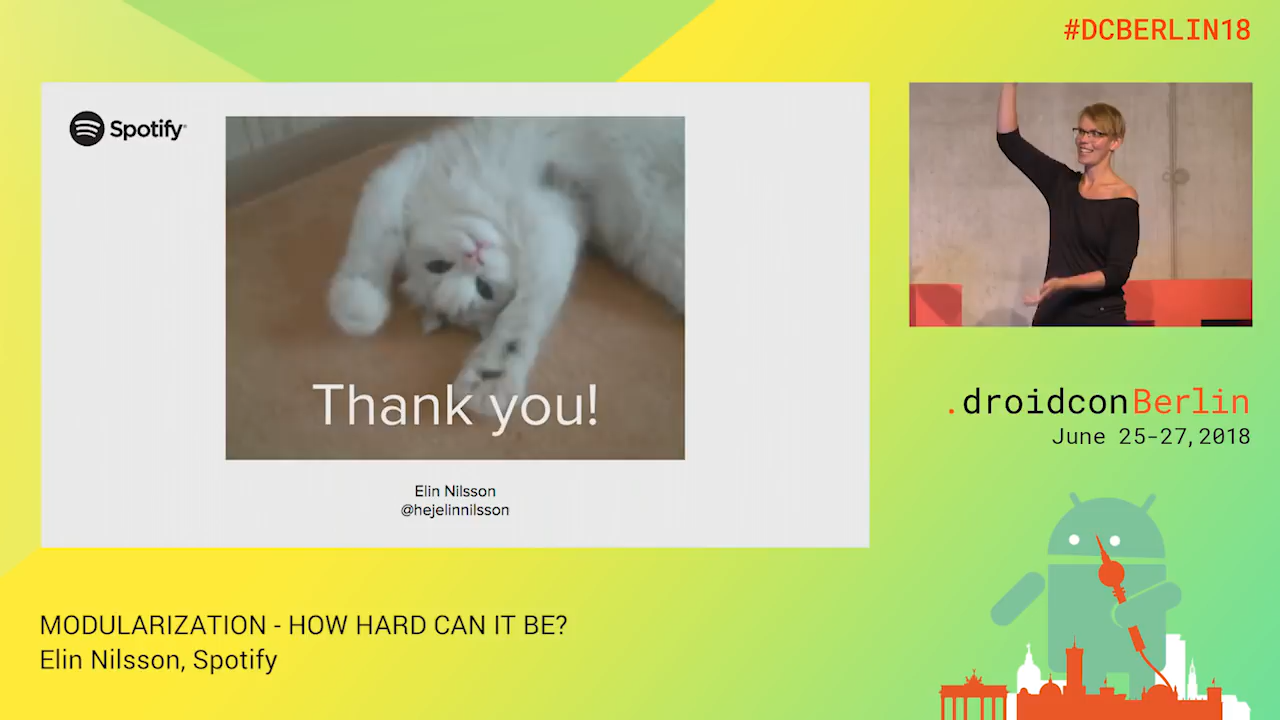 #DCBERLIN18
Spotify
Thank you!
Elin Nilsson
@hejelinnilsson
.droidconBerlin
June 25-27,2018
MODULARIZATION - HOW HARD CAN IT BE?
Elin Nilsson, Spotify